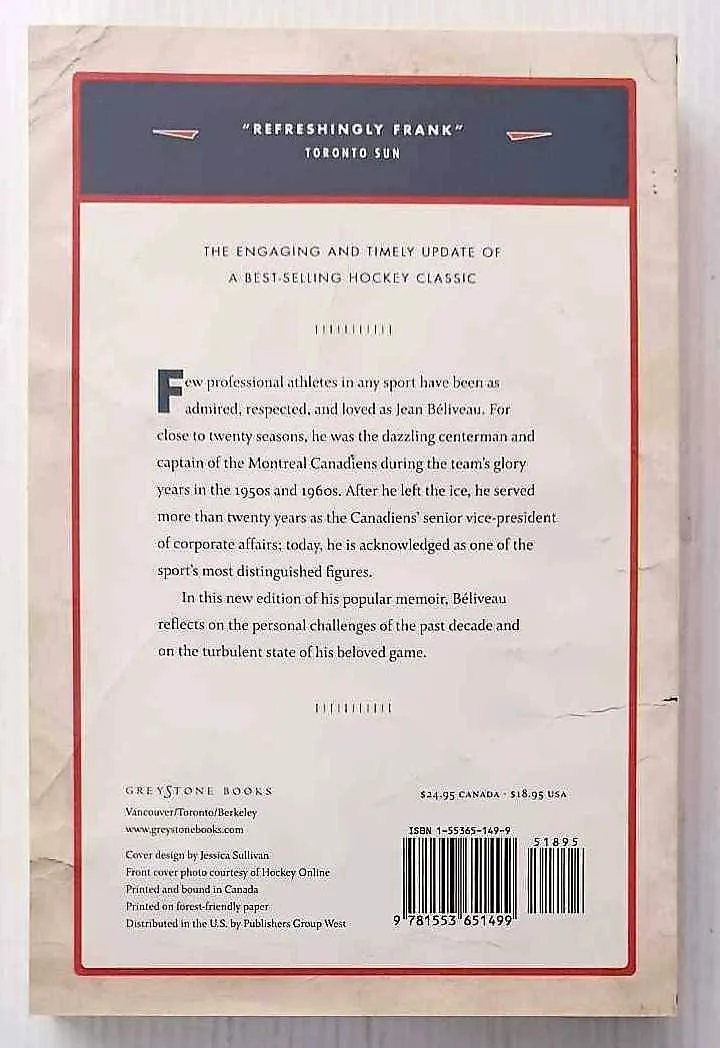 "REFRESHINGLY FRANK"
TORONTO SUN
THE ENGAGING AND TIMELY UPDATE OF
A BEST-SELLING HOCKEY CLASSIC
Few professional athletes in any sport have been as
admired, respected, and loved as Jean Béliveau. For
close to twenty seasons, he was the dazzling centerman and
captain of the Montreal Canadiens during the team's glory
years in the 1950s and 1960s. After he left the ice, he served
more than twenty years as the Canadiens' senior vice-president
of corporate affairs; today, he is acknowledged as one of the
sport's most distinguished figures.
In this new edition of his popular memoir, Béliveau
reflects on the personal challenges of the past decade and
on the turbulent state of his beloved game.
GREYSTONE BOOKS
Vancouver/Toronto/Berkeley
www.greystonebooks.com
Cover design by Jessica Sullivan
Front cover photo courtesy of Hockey Online
Printed and bound in Canada
Printed on forest-friendly paper
Distributed in the U.S. by Publishers Group West
$24.95 CANADA · $18.95 USA
ISBN 1-55365-149-9
51895
9 781553 651499